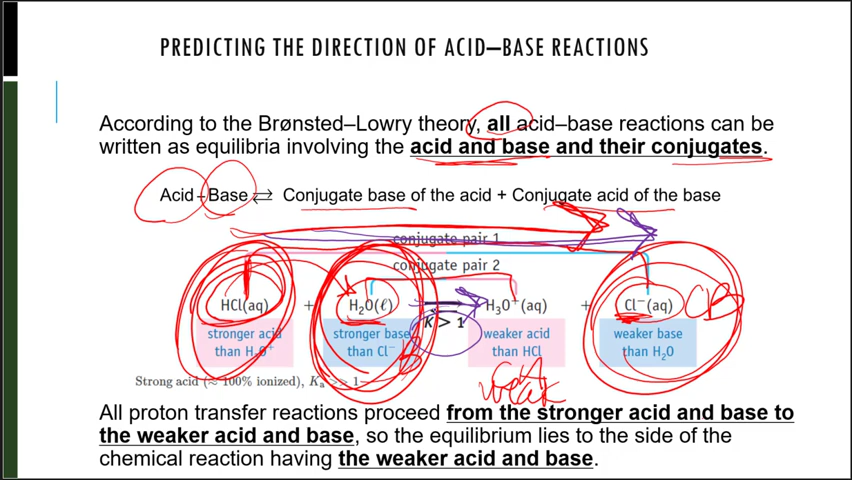 PREDICTING THE DIRECTION OF ACID–BASE REACTIONS
According to the Brønsted–Lowry theory, all acid–base reactions can be
written as equilibria involving the acid and base and their conjugates.
Acid + Base ⇄ Conjugate base of the acid + Conjugate acid of the base
conjugate pair 1
conjugate pair 2
HCl(aq) + H₂O(ℓ) ⟶ H₃O⁺(aq) + Cl⁻(aq) CB
K > 1
stronger acid stronger base weaker acid weaker base
than H₃O⁺ than Cl⁻ than HCl than H₂O
CA
weak
Strong acid (≈ 100% ionized), Kₐ >> 1
All proton transfer reactions proceed from the stronger acid and base to
the weaker acid and base, so the equilibrium lies to the side of the
chemical reaction having the weaker acid and base.